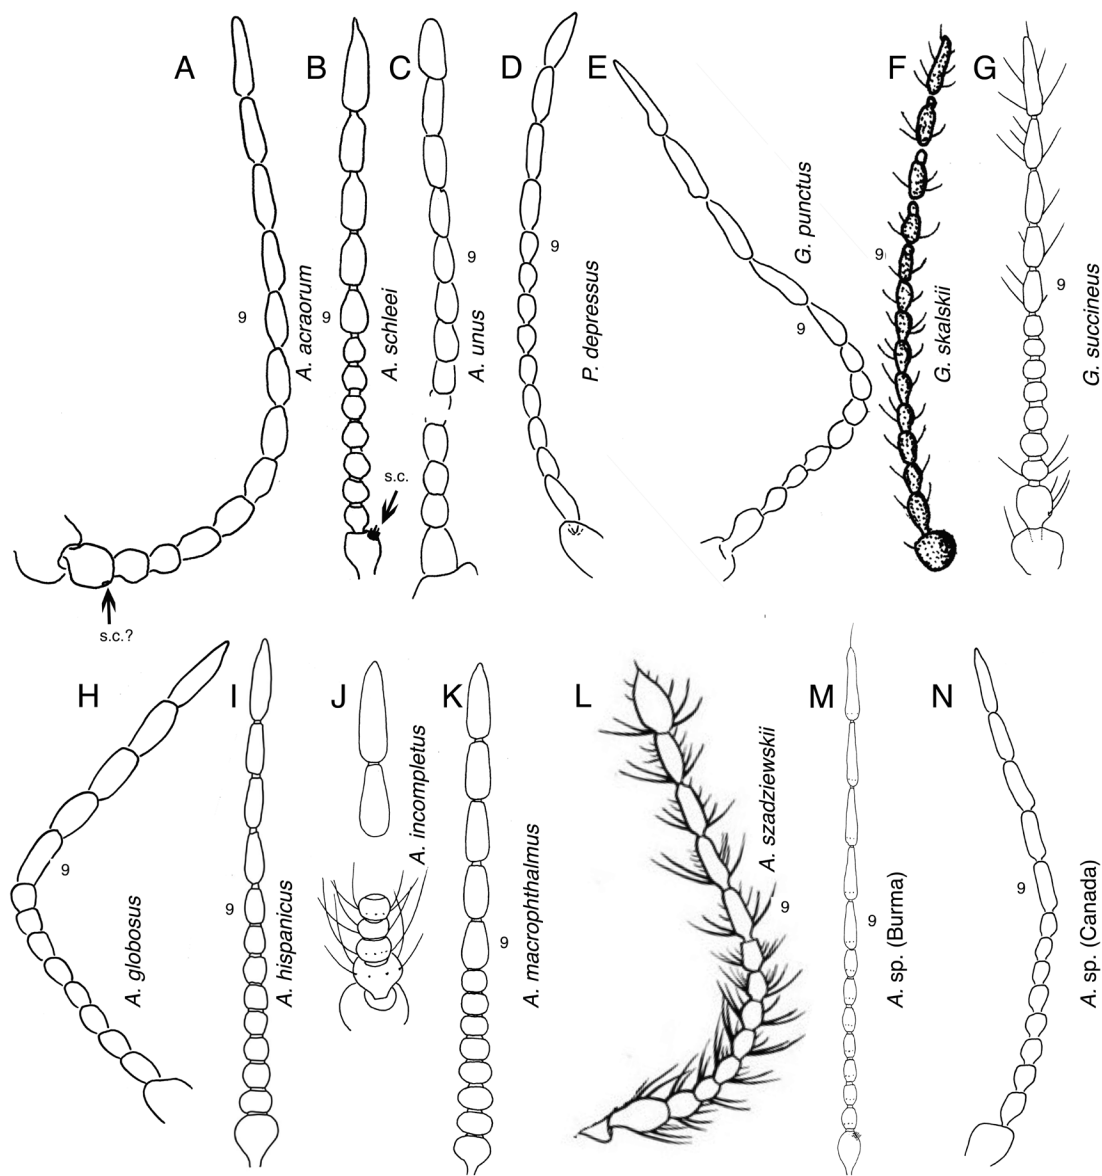 A
B
C
D
E
F
G
9
A. acraorum
9
A. schleei
9
A. unus
9
P. depressus
9
G. punctus
9
G. skalskii
9
G. succineus
s.c.
s.c.?
H
I
J
K
L
M
N
9
A. globosus
9
A. hispanicus
A. incompletus
9
A. macrophthalmus
9
A. szadziewskii
9
A. sp. (Burma)
9
A. sp. (Canada)